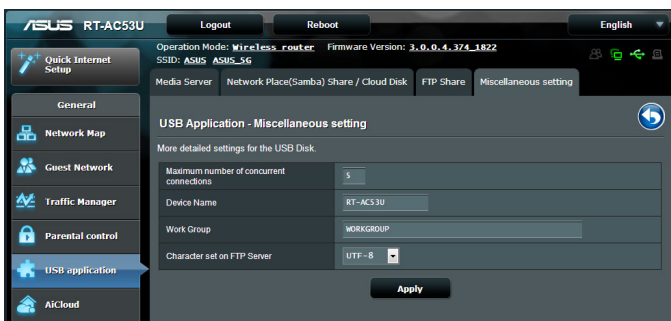 ASUS RT-AC53U Logout Reboot English
Quick Internet Setup
Operation Mode: Wireless router Firmware Version: 3.0.0.4.374_1822
SSID: ASUS ASUS_5G
Media Server Network Place(Samba) Share / Cloud Disk FTP Share Miscellaneous setting
General
Network Map
Guest Network
Traffic Manager
Parental control
USB application
AiCloud
USB Application - Miscellaneous setting
More detailed settings for the USB Disk.
Maximum number of concurrent connections 5
Device Name RT-AC53U
Work Group WORKGROUP
Character set on FTP Server UTF-8
Apply